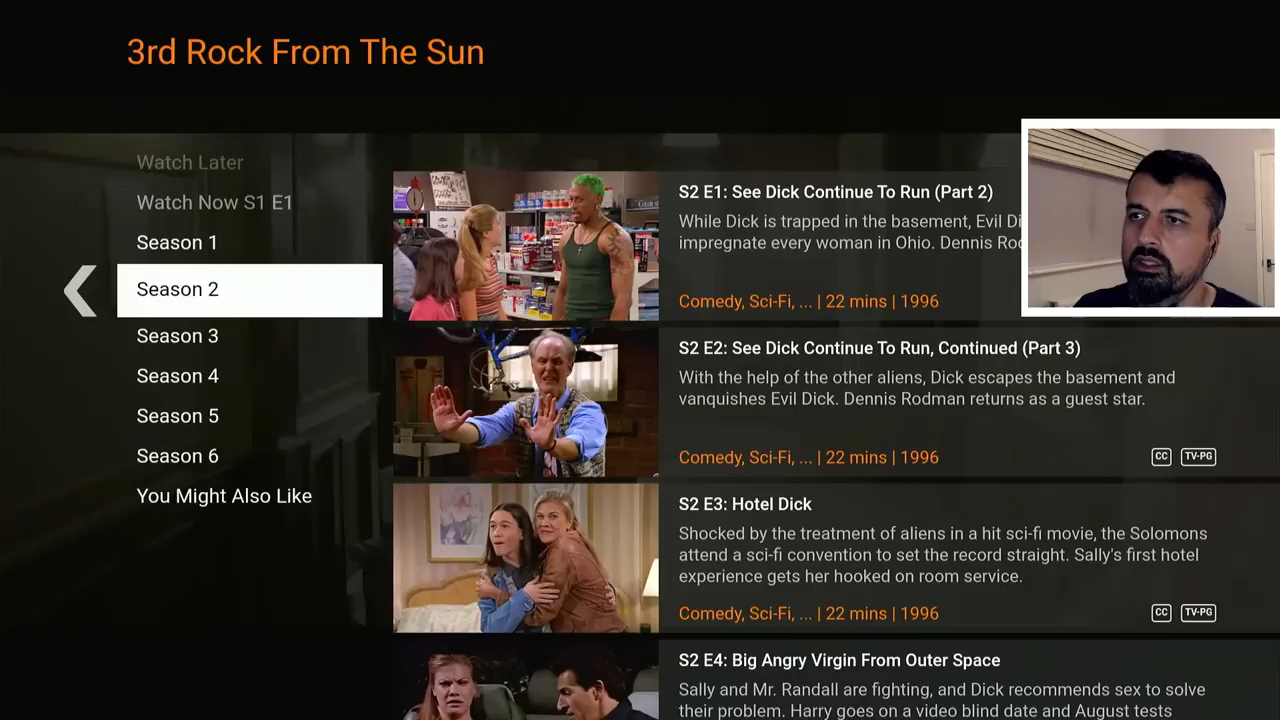 3rd Rock From The Sun
Watch Later
Watch Now S1 E1
Season 1
Season 2
Season 3
Season 4
Season 5
Season 6
You Might Also Like
S2 E1: See Dick Continue To Run (Part 2)
While Dick is trapped in the basement, Evil
impregnate every woman in Ohio. Dennis
Comedy, Sci-Fi, ... | 22 mins | 1996
S2 E2: See Dick Continue To Run, Continued (Part 3)
With the help of the other aliens, Dick escapes the basement and
vanquishes Evil Dick. Dennis Rodman returns as a guest star.
Comedy, Sci-Fi, ... | 22 mins | 1996
CC TV-PG
S2 E3: Hotel Dick
Shocked by the treatment of aliens in a hit sci-fi movie, the Solomons
attend a sci-fi convention to set the record straight. Sally's first hotel
experience gets her hooked on room service.
Comedy, Sci-Fi, ... | 22 mins | 1996
CC TV-PG
S2 E4: Big Angry Virgin From Outer Space
Sally and Mr. Randall are fighting, and Dick recommends sex to solve
their problem. Harry goes on a video blind date and August tests